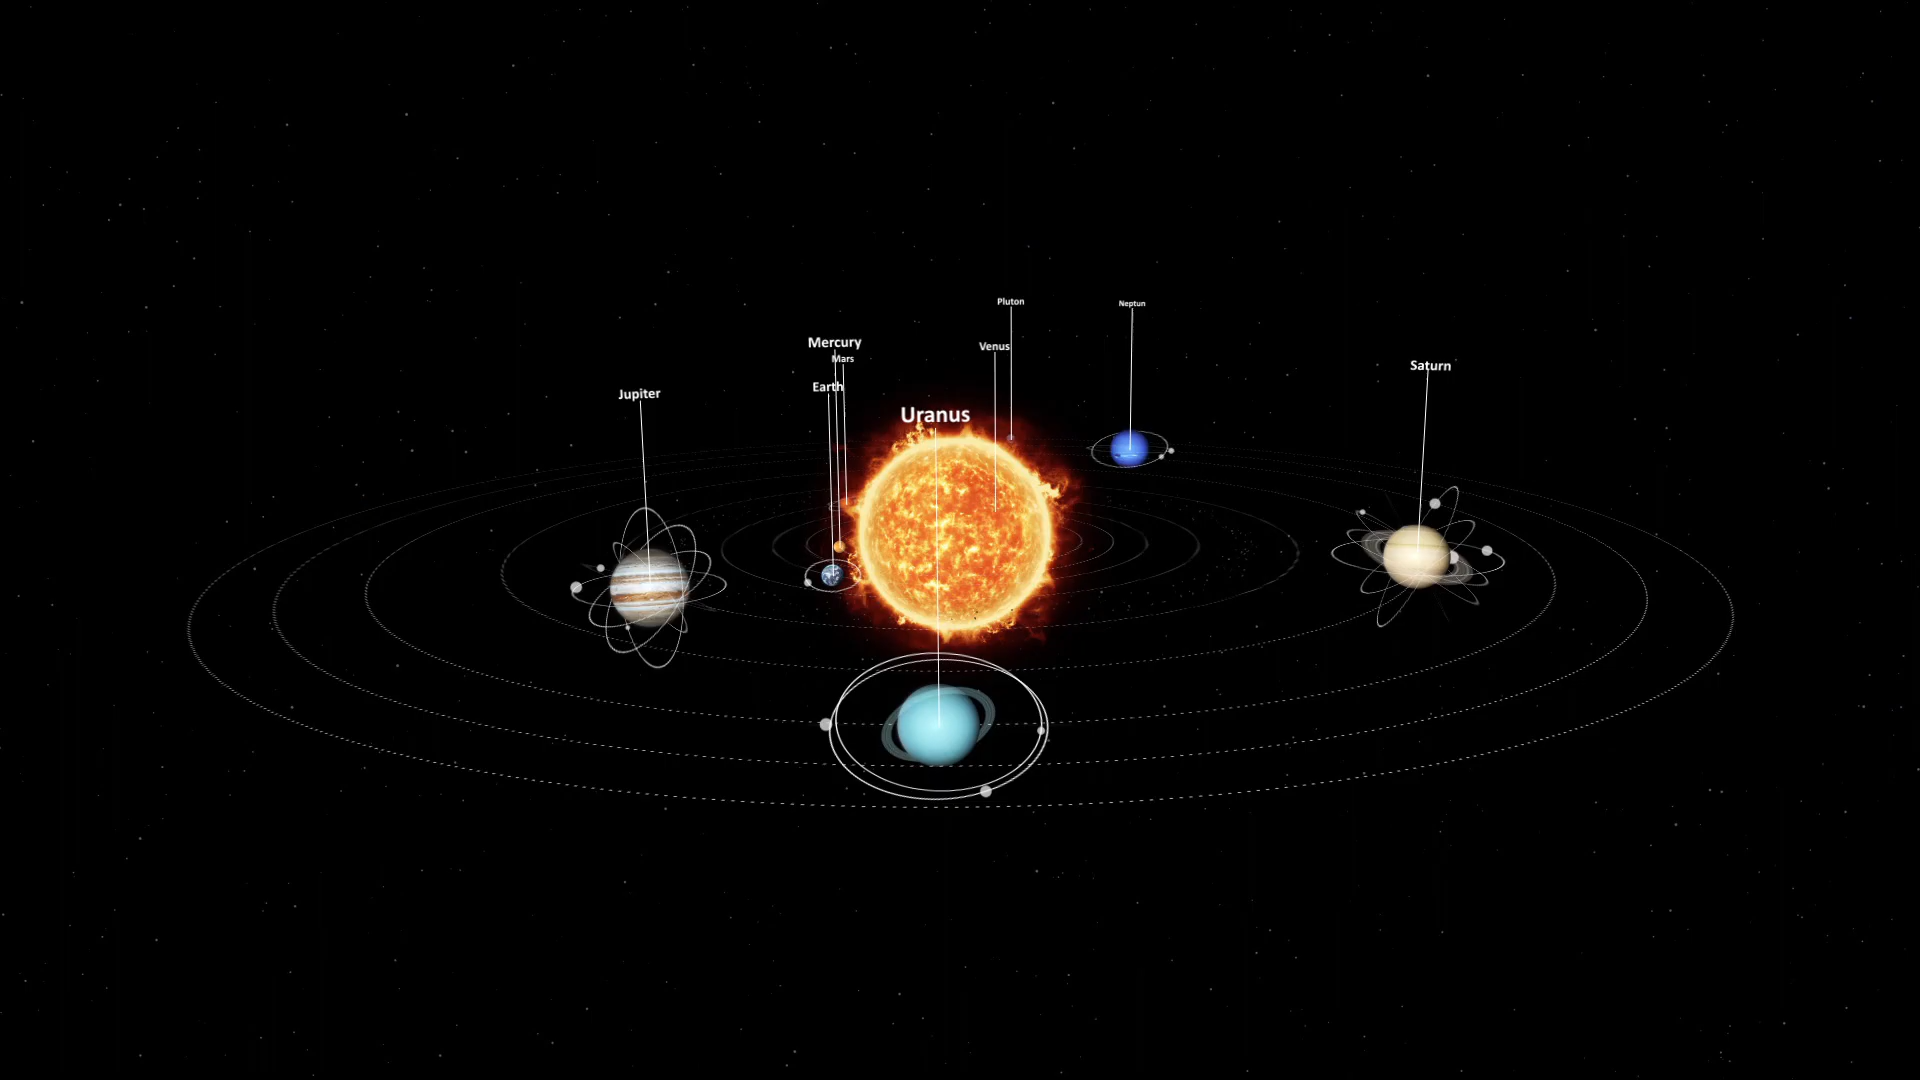 Pluton
Neptun
Mercury
Venus
Mars
Saturn
Earth
Jupiter
Uranus